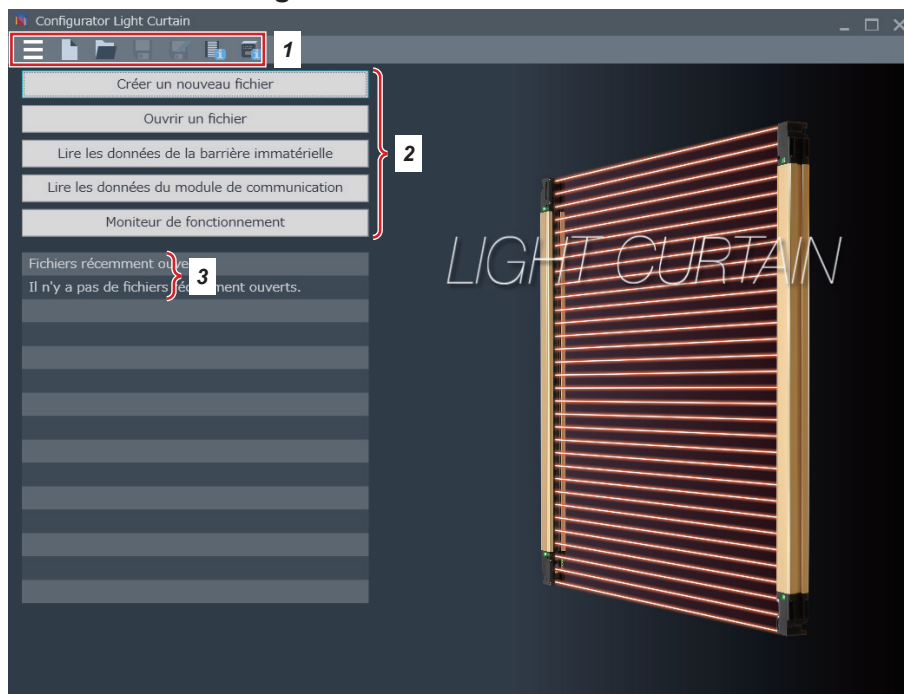 Configurator Light Curtain
1
Créer un nouveau fichier
Ouvrir un fichier
Lire les données de la barrière immatérielle
Lire les données du module de communication
Moniteur de fonctionnement
2
Fichiers récemment
Il n'y a pas de fichiers ouverts.
3
LIGHT CURTAIN